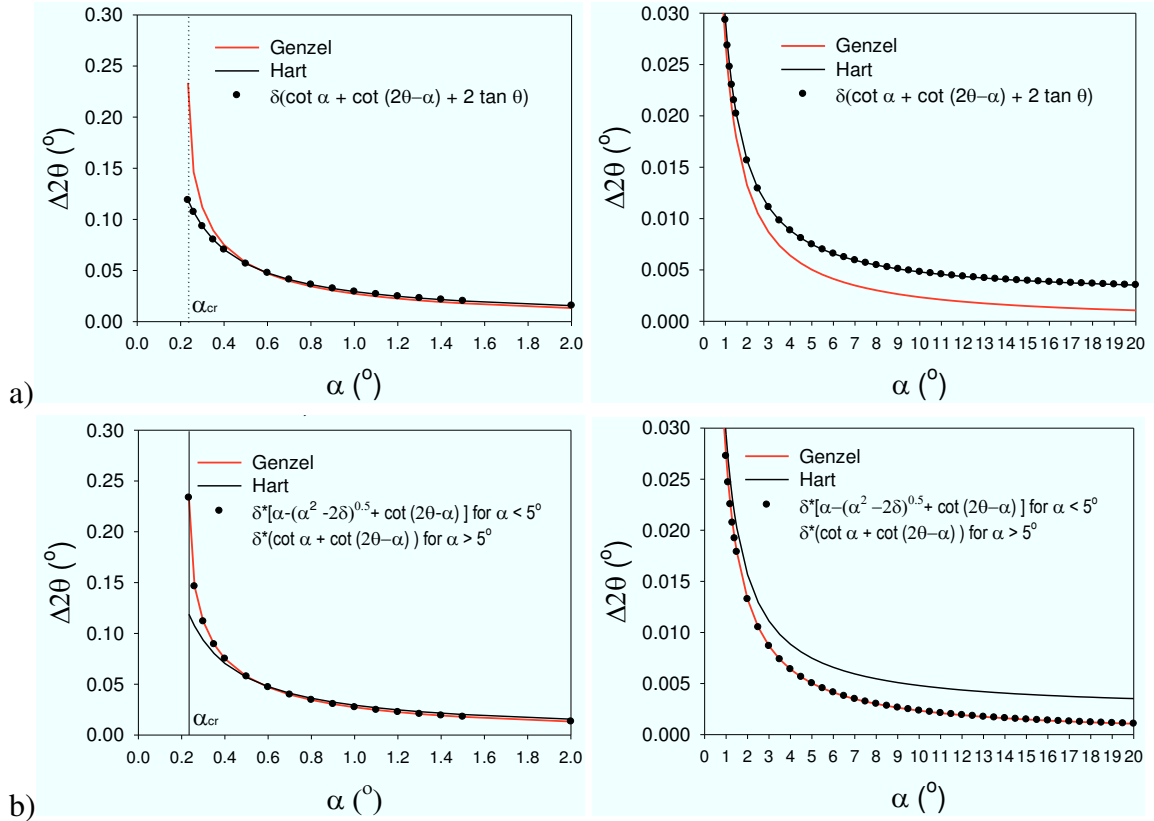 a)
Δ2θ (°)
0.30
0.25
0.20
0.15
0.10
0.05
0.00
Genzel
Hart
δ(cot α + cot (2θ−α) + 2 tan θ)
αcr
0.0 0.2 0.4 0.6 0.8 1.0 1.2 1.4 1.6 1.8 2.0
α (°)
Δ2θ (°)
0.030
0.025
0.020
0.015
0.010
0.005
0.000
Genzel
Hart
δ(cot α + cot (2θ−α) + 2 tan θ)
0 1 2 3 4 5 6 7 8 9 10 11 12 13 14 15 16 17 18 19 20
α (°)
b)
Δ2θ (°)
0.30
0.25
0.20
0.15
0.10
0.05
0.00
Genzel
Hart
δ*[α-(α² -2δ)^0.5+ cot (2θ-α) ] for α < 5°
δ*(cot α + cot (2θ−α) ) for α > 5°
αcr
0.0 0.2 0.4 0.6 0.8 1.0 1.2 1.4 1.6 1.8 2.0
α (°)
Δ2θ (°)
0.030
0.025
0.020
0.015
0.010
0.005
0.000
Genzel
Hart
δ*[α−(α² −2δ)^0.5+ cot (2θ-α) ] for α < 5°
δ*(cot α + cot (2θ−α) ) for α > 5°
0 1 2 3 4 5 6 7 8 9 10 11 12 13 14 15 16 17 18 19 20
α (°)